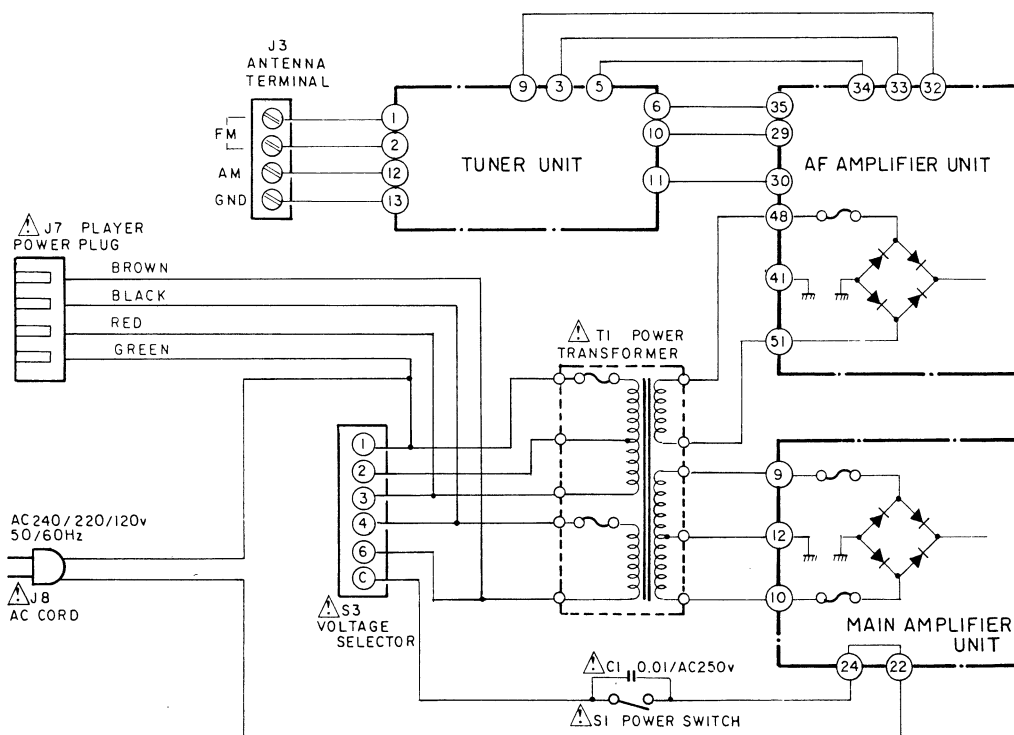 9 3 5 34 33 32
J3
ANTENNA
TERMINAL
FM
AM
GND
1
2
12
13
TUNER UNIT
6
10
11
35
29
30
48
41
51
AF AMPLIFIER UNIT
⚠ J7 PLAYER
POWER PLUG
BROWN
BLACK
RED
GREEN
⚠ T1 POWER
TRANSFORMER
1
2
3
4
6
C
⚠ S3
VOLTAGE
SELECTOR
AC240/220/120v
50/60Hz
⚠ J8
AC CORD
9
12
10
MAIN AMPLIFIER
UNIT
24 22
⚠ C1 0.01/AC250v
⚠ S1 POWER SWITCH